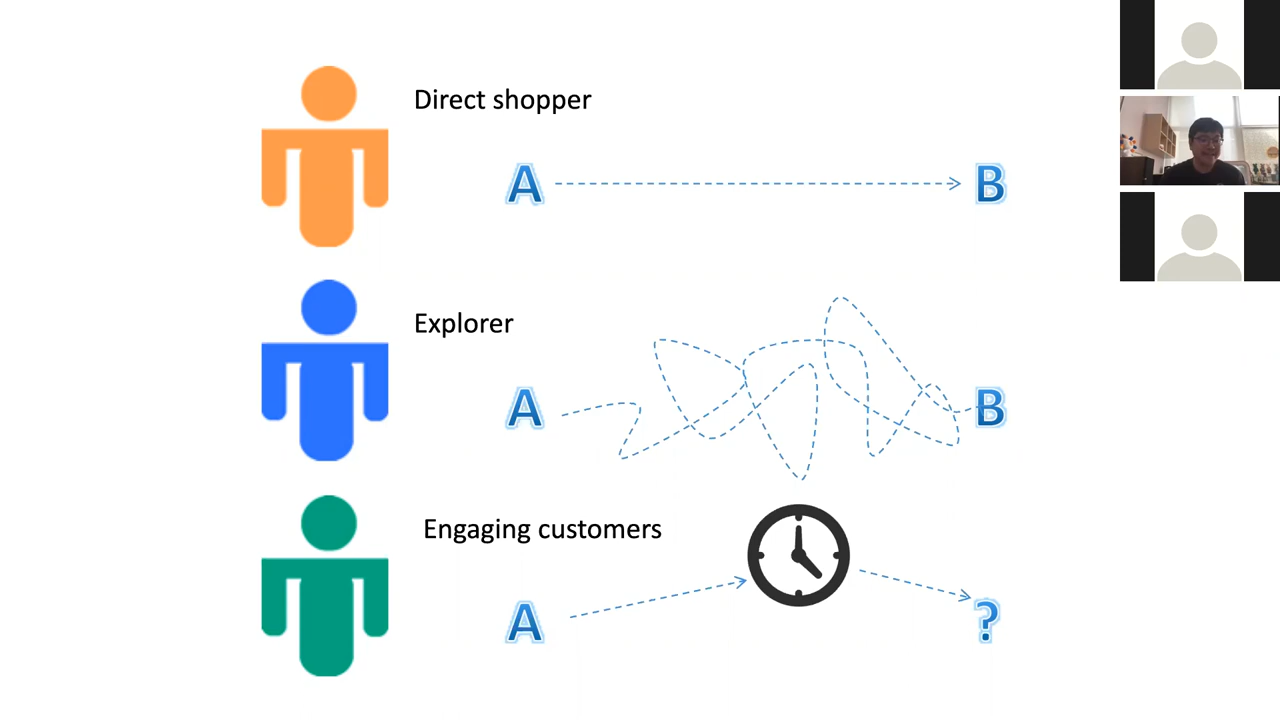 Direct shopper
A B
Explorer
A B
Engaging customers
A ?